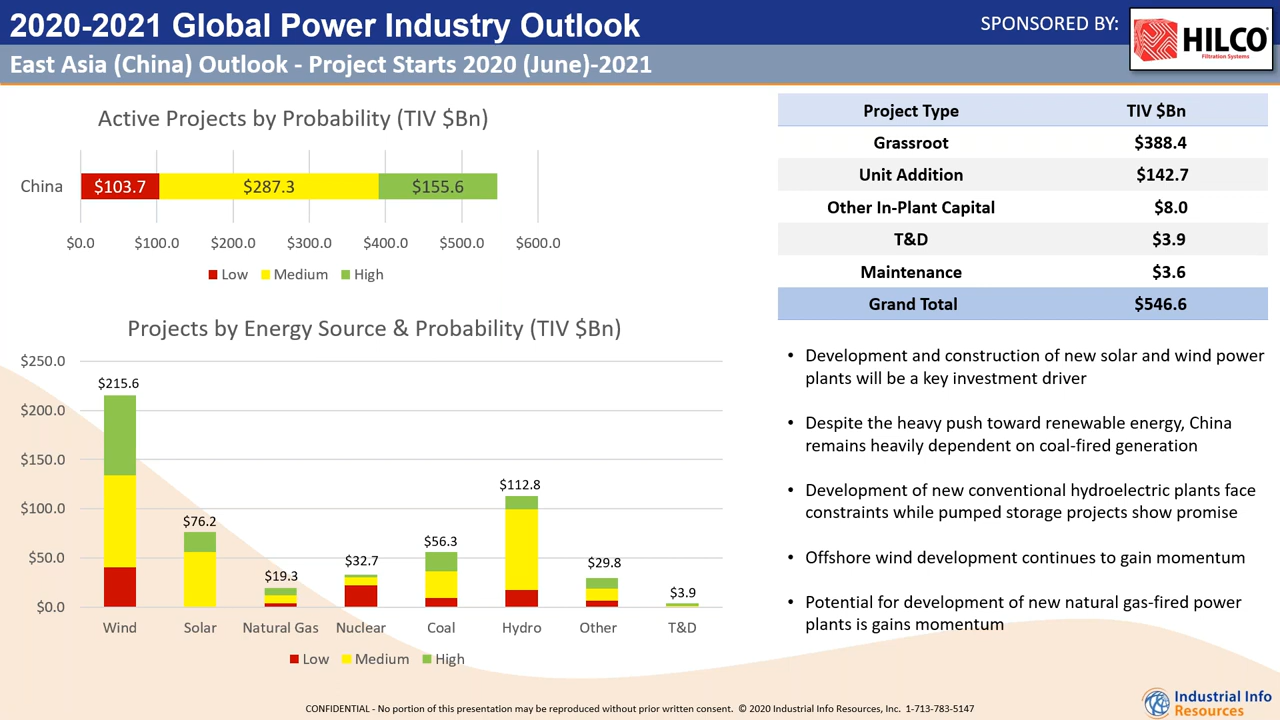 2020-2021 Global Power Industry Outlook
SPONSORED BY:
HILCO
Filtration Systems
East Asia (China) Outlook - Project Starts 2020 (June)-2021
Active Projects by Probability (TIV $Bn)
China
$103.7 $287.3 $155.6
$0.0 $100.0 $200.0 $300.0 $400.0 $500.0 $600.0
Low Medium High
Projects by Energy Source & Probability (TIV $Bn)
$250.0
$200.0
$150.0
$100.0
$50.0
$0.0
$215.6
$76.2
$19.3
$32.7
$56.3
$112.8
$29.8
$3.9
Wind Solar Natural Gas Nuclear Coal Hydro Other T&D
Low Medium High
Project Type TIV $Bn
Grassroot $388.4
Unit Addition $142.7
Other In-Plant Capital $8.0
T&D $3.9
Maintenance $3.6
Grand Total $546.6
• Development and construction of new solar and wind power
plants will be a key investment driver
• Despite the heavy push toward renewable energy, China
remains heavily dependent on coal-fired generation
• Development of new conventional hydroelectric plants face
constraints while pumped storage projects show promise
• Offshore wind development continues to gain momentum
• Potential for development of new natural gas-fired power
plants is gains momentum
CONFIDENTIAL - No portion of this presentation may be reproduced without prior written consent. © 2020 Industrial Info Resources, Inc. 1-713-783-5147
Industrial Info
Resources